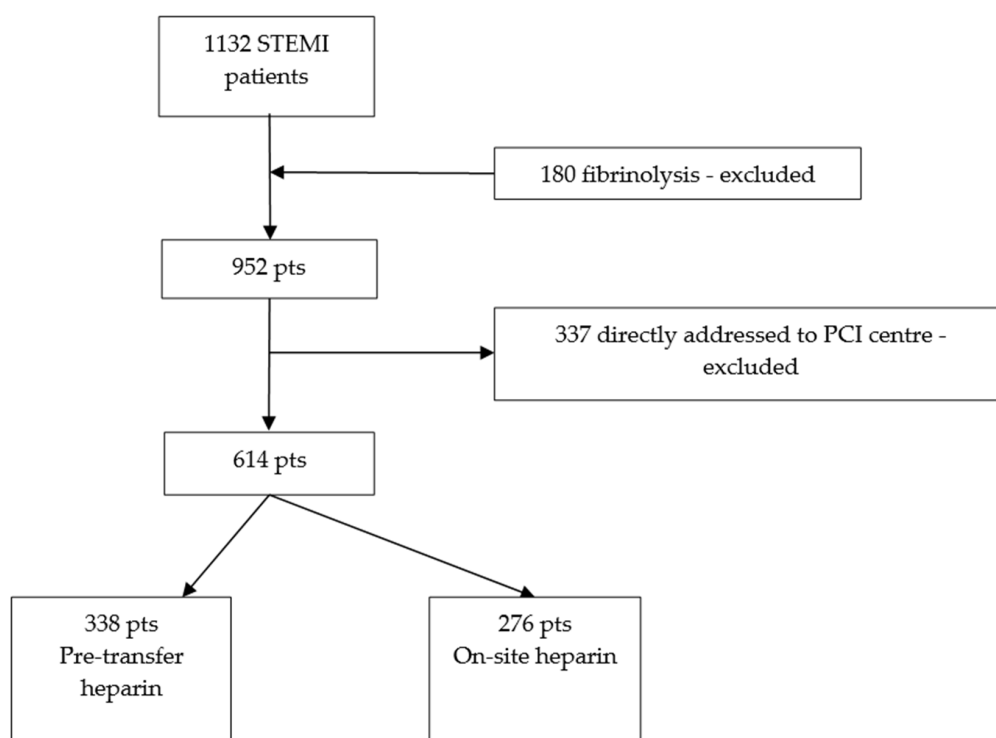 1132 STEMI
patients
180 fibrinolysis - excluded
952 pts
337 directly addressed to PCI centre -
excluded
614 pts
338 pts
Pre-transfer
heparin
276 pts
On-site heparin